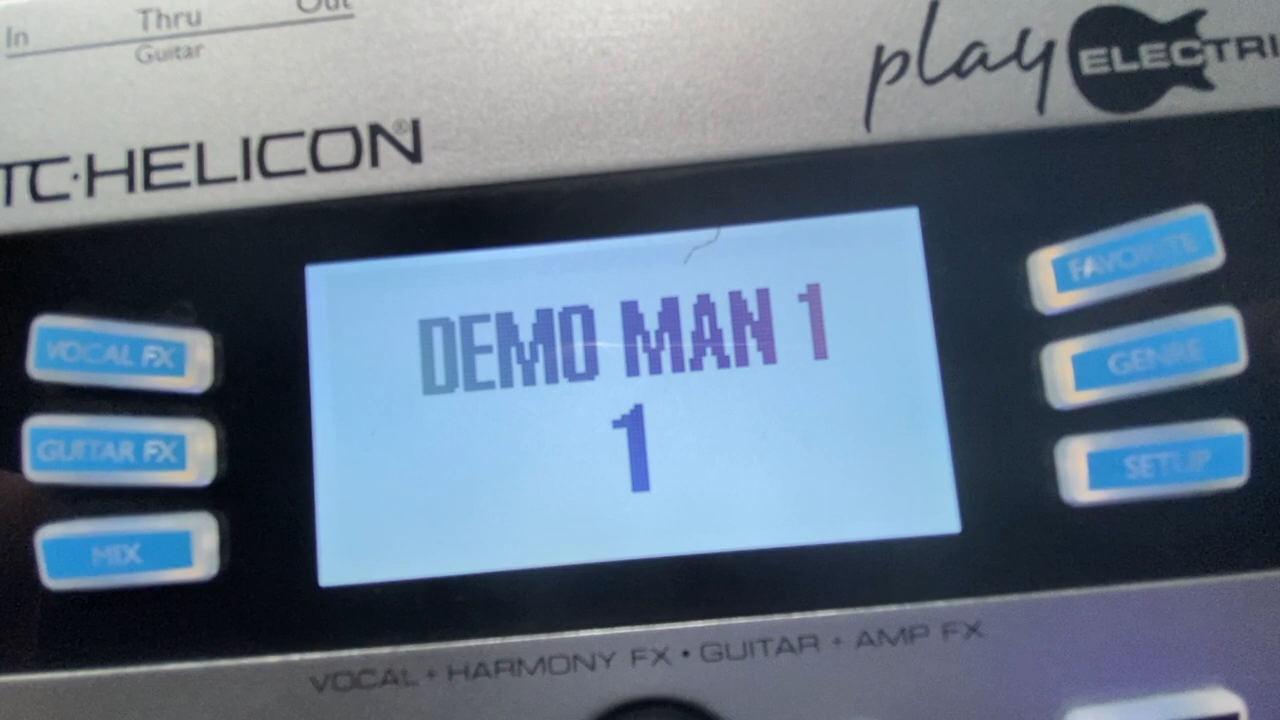 In Thru Out
Guitar
play ELECTRI
TC·HELICON®
DEMO MAN 1
1
VOCAL FX
GUITAR FX
MIX
FAVORITE
GENRE
SETUP
VOCAL + HARMONY FX • GUITAR + AMP FX